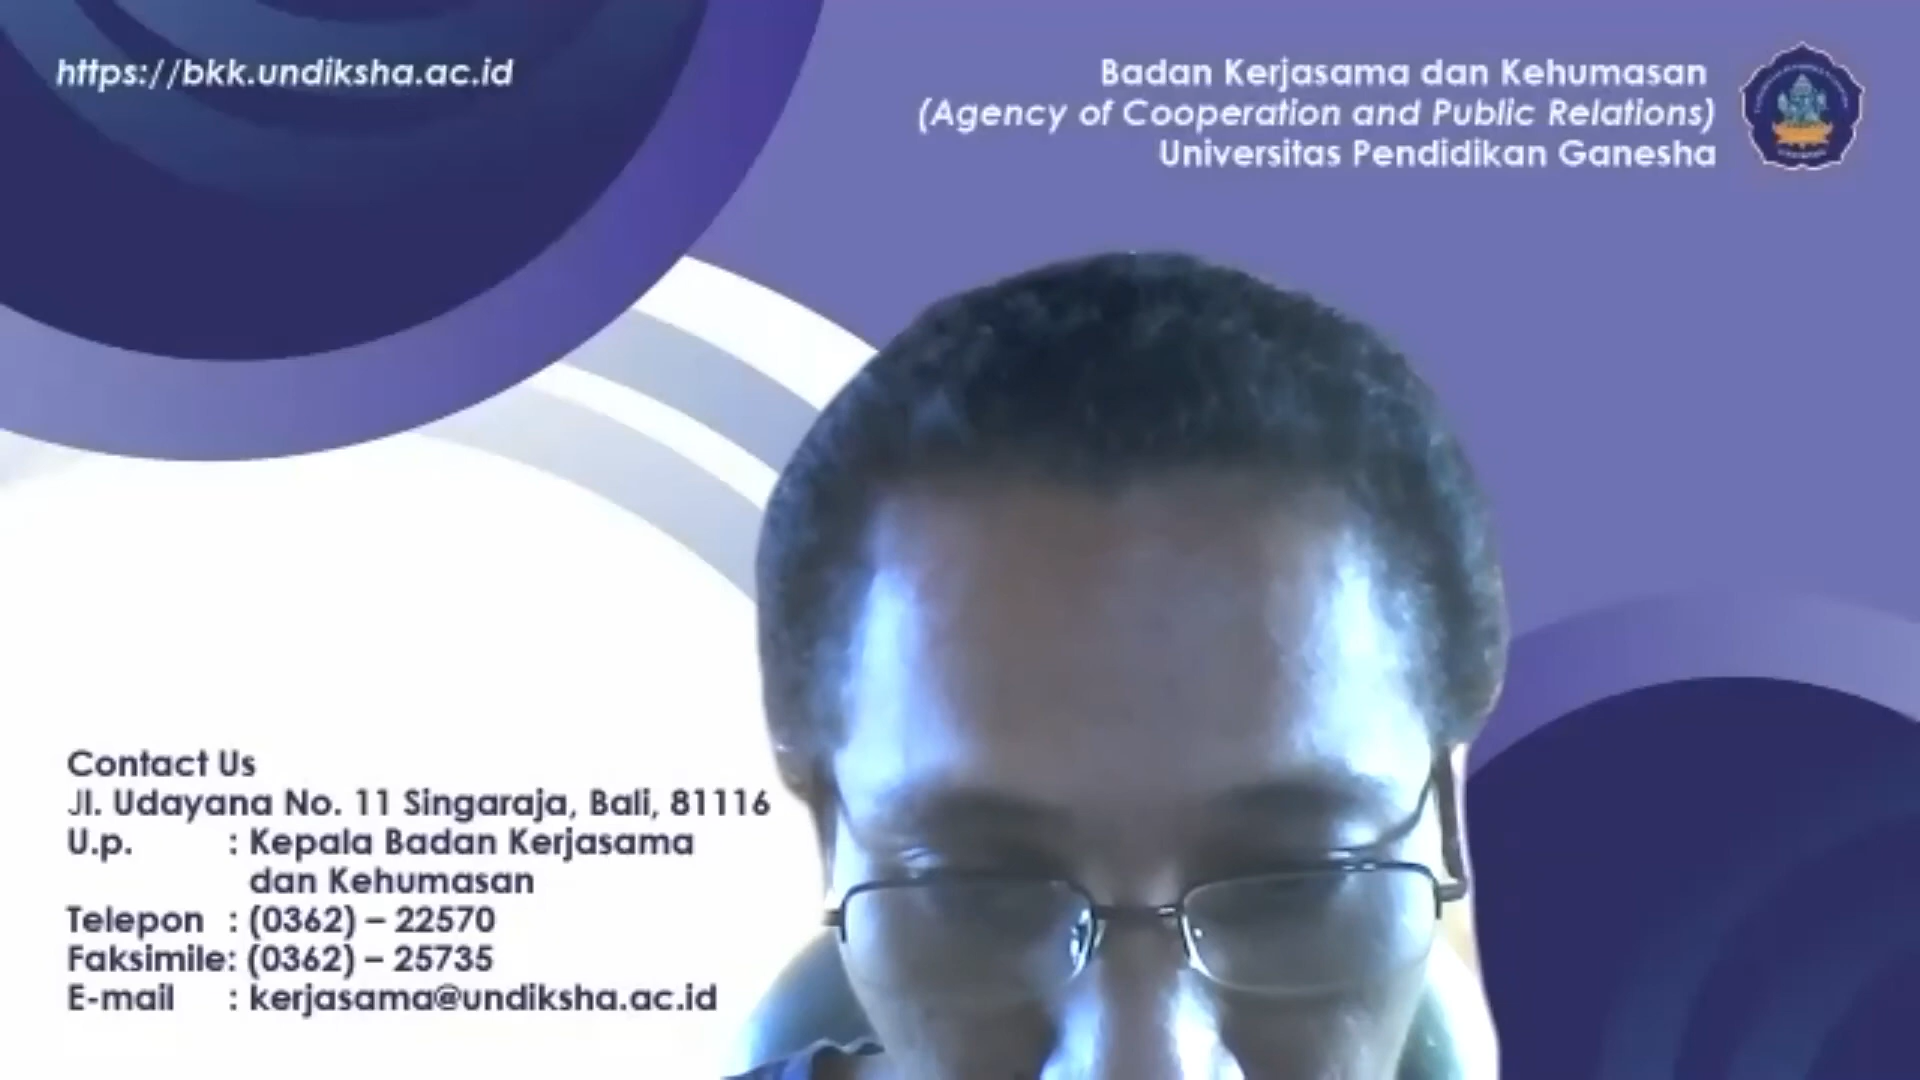 https://bkk.undiksha.ac.id
Badan Kerjasama dan Kehumasan
(Agency of Cooperation and Public Relations)
Universitas Pendidikan Ganesha
Contact Us
Jl. Udayana No. 11 Singaraja, Bali, 81116
U.p. : Kepala Badan Kerjasama
dan Kehumasan
Telepon : (0362) – 22570
Faksimile: (0362) – 25735
E-mail : kerjasama@undiksha.ac.id